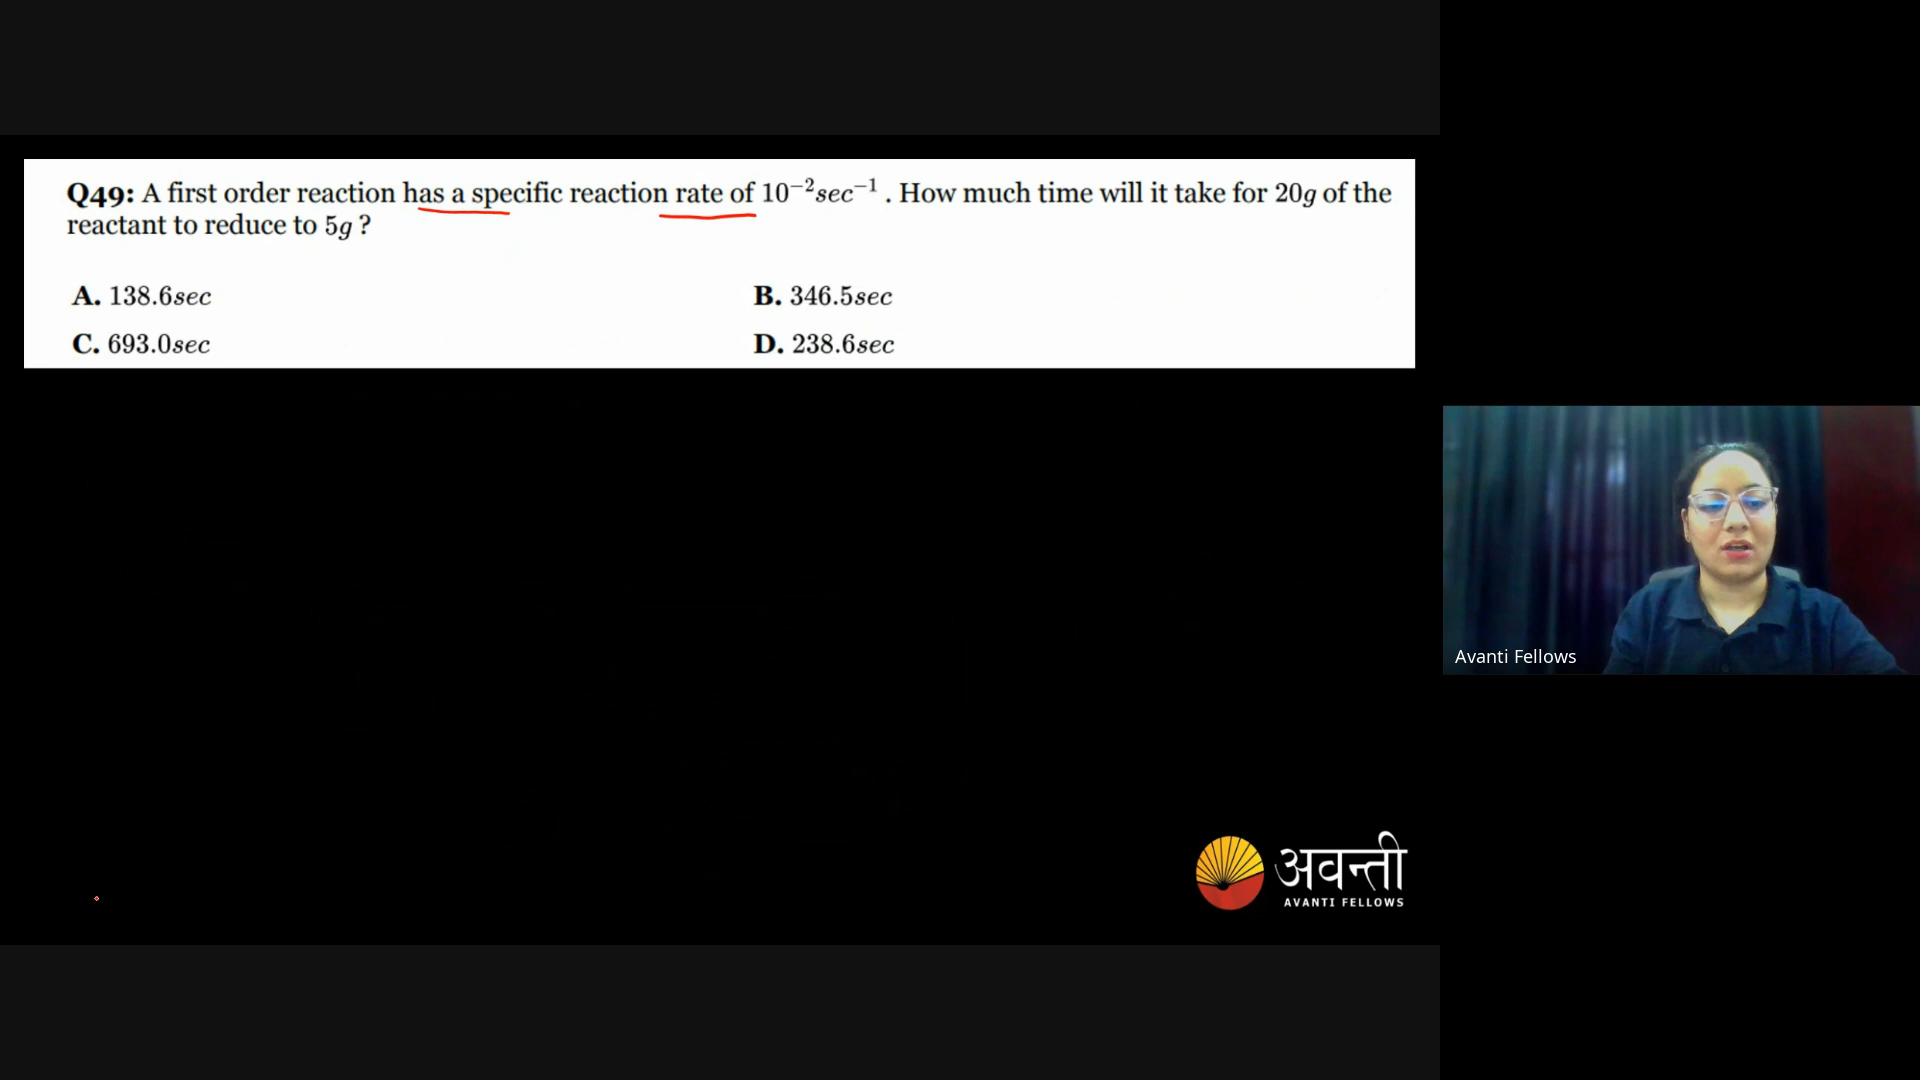 Q49: A first order reaction has a specific reaction rate of 10⁻²sec⁻¹ . How much time will it take for 20g of the
reactant to reduce to 5g ?
A. 138.6sec
B. 346.5sec
C. 693.0sec
D. 238.6sec
Avanti Fellows
अवन्ती
AVANTI FELLOWS